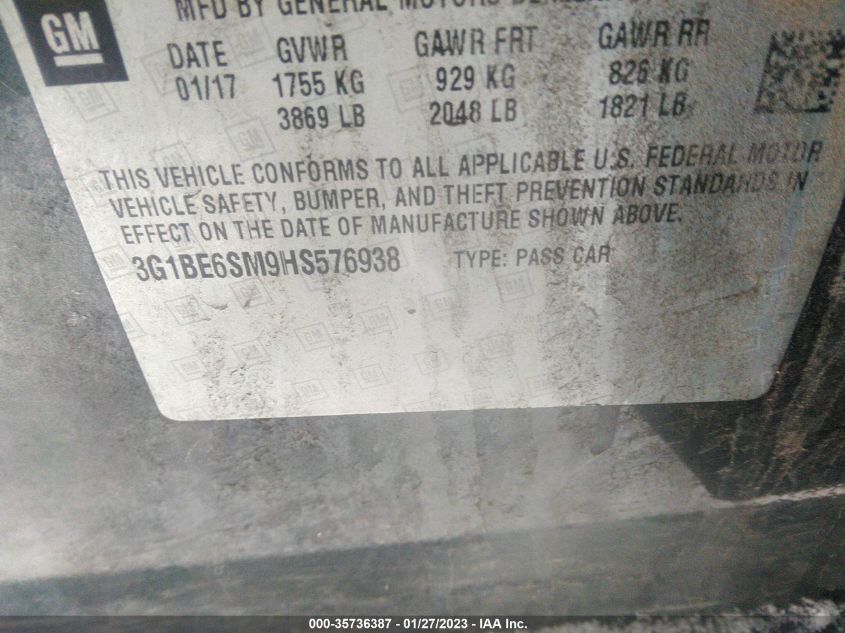 GM
MFD BY GENERAL MOTORS
DATE GVWR GAWR FRT GAWR RR
01/17 1755 KG 929 KG 826 KG
3869 LB 2048 LB 1821 LB
THIS VEHICLE CONFORMS TO ALL APPLICABLE U.S. FEDERAL MOTOR
VEHICLE SAFETY, BUMPER, AND THEFT PREVENTION STANDARDS IN
EFFECT ON THE DATE OF MANUFACTURE SHOWN ABOVE.
3G1BE6SM9HS576938 TYPE: PASS CAR
000-35736387 - 01/27/2023 - IAA Inc.